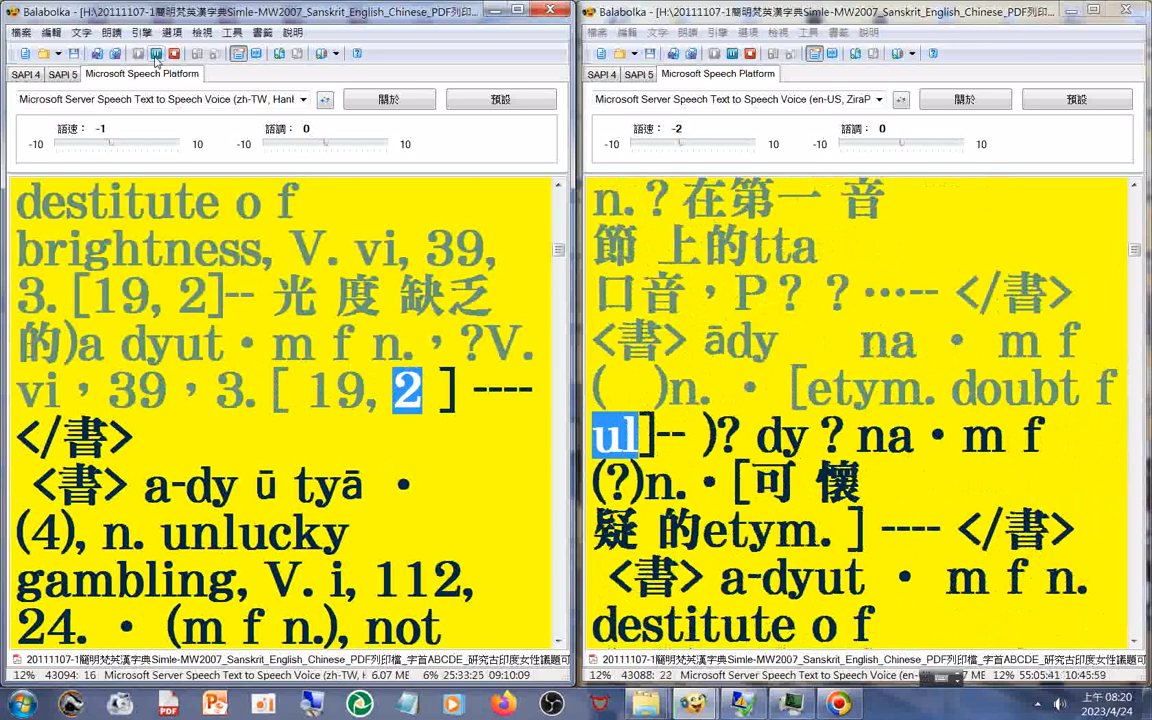 Balabolka - [H:\20111107-1簡明梵英漢字典Simle-MW2007_Sanskrit_English_Chinese_PDF列印...
檔案 編輯 文字 朗讀 引擎 選項 檢視 工具 書籤 說明
SAPI 4 SAPI 5 Microsoft Speech Platform
Microsoft Server Speech Text to Speech Voice (zh-TW, Hanl
關於 預設
語速： -1 語調： 0
-10 10 -10 10
destitute o f
brightness, V. vi, 39,
3. [19, 2]-- 光 度 缺乏
的)a dyut‧m f n.，?V.
vi，39，3. [ 19, 2 ] ----
</書>
<書> a-dy ū tyā ‧
(4), n. unlucky
gambling, V. i, 112,
24. ‧ (m f n.), not
20111107-1簡明梵英漢字典Simle-MW2007_Sanskrit_English_Chinese_PDF列印檔_字首ABCDE_研究古印度女性議題可
12% 43094: 16 Microsoft Server Speech Text to Speech Voice (zh-TW, H 6.07 ME 6% 25:33:25 09:10:09
Balabolka - [H:\20111107-1簡明梵英漢字典Simle-MW2007_Sanskrit_English_Chinese_PDF列印...
檔案 編輯 文字 朗讀 引擎 選項 檢視 工具 書籤 說明
SAPI 4 SAPI 5 Microsoft Speech Platform
Microsoft Server Speech Text to Speech Voice (en-US, ZiraP
關於 預設
語速： -2 語調： 0
-10 10 -10 10
n.？在第一 音
節 上的tta
口音，P？ ？…-- </書>
<書> ādy na ‧ m f
( )n. ‧ [etym. doubt f
ul]-- )? dy？na‧m f
(?)n.‧[可 懷
疑 的etym. ] ---- </書>
<書> a-dyut ‧ m f n.
destitute o f
20111107-1簡明梵英漢字典Simle-MW2007_Sanskrit_English_Chinese_PDF列印檔_字首ABCDE_研究古印度女性議題可
12% 43088: 22 Microsoft Server Speech Text to Speech Voice (en-US 12% 55:05:41 10:45:59
上午 08:20
2023/4/24